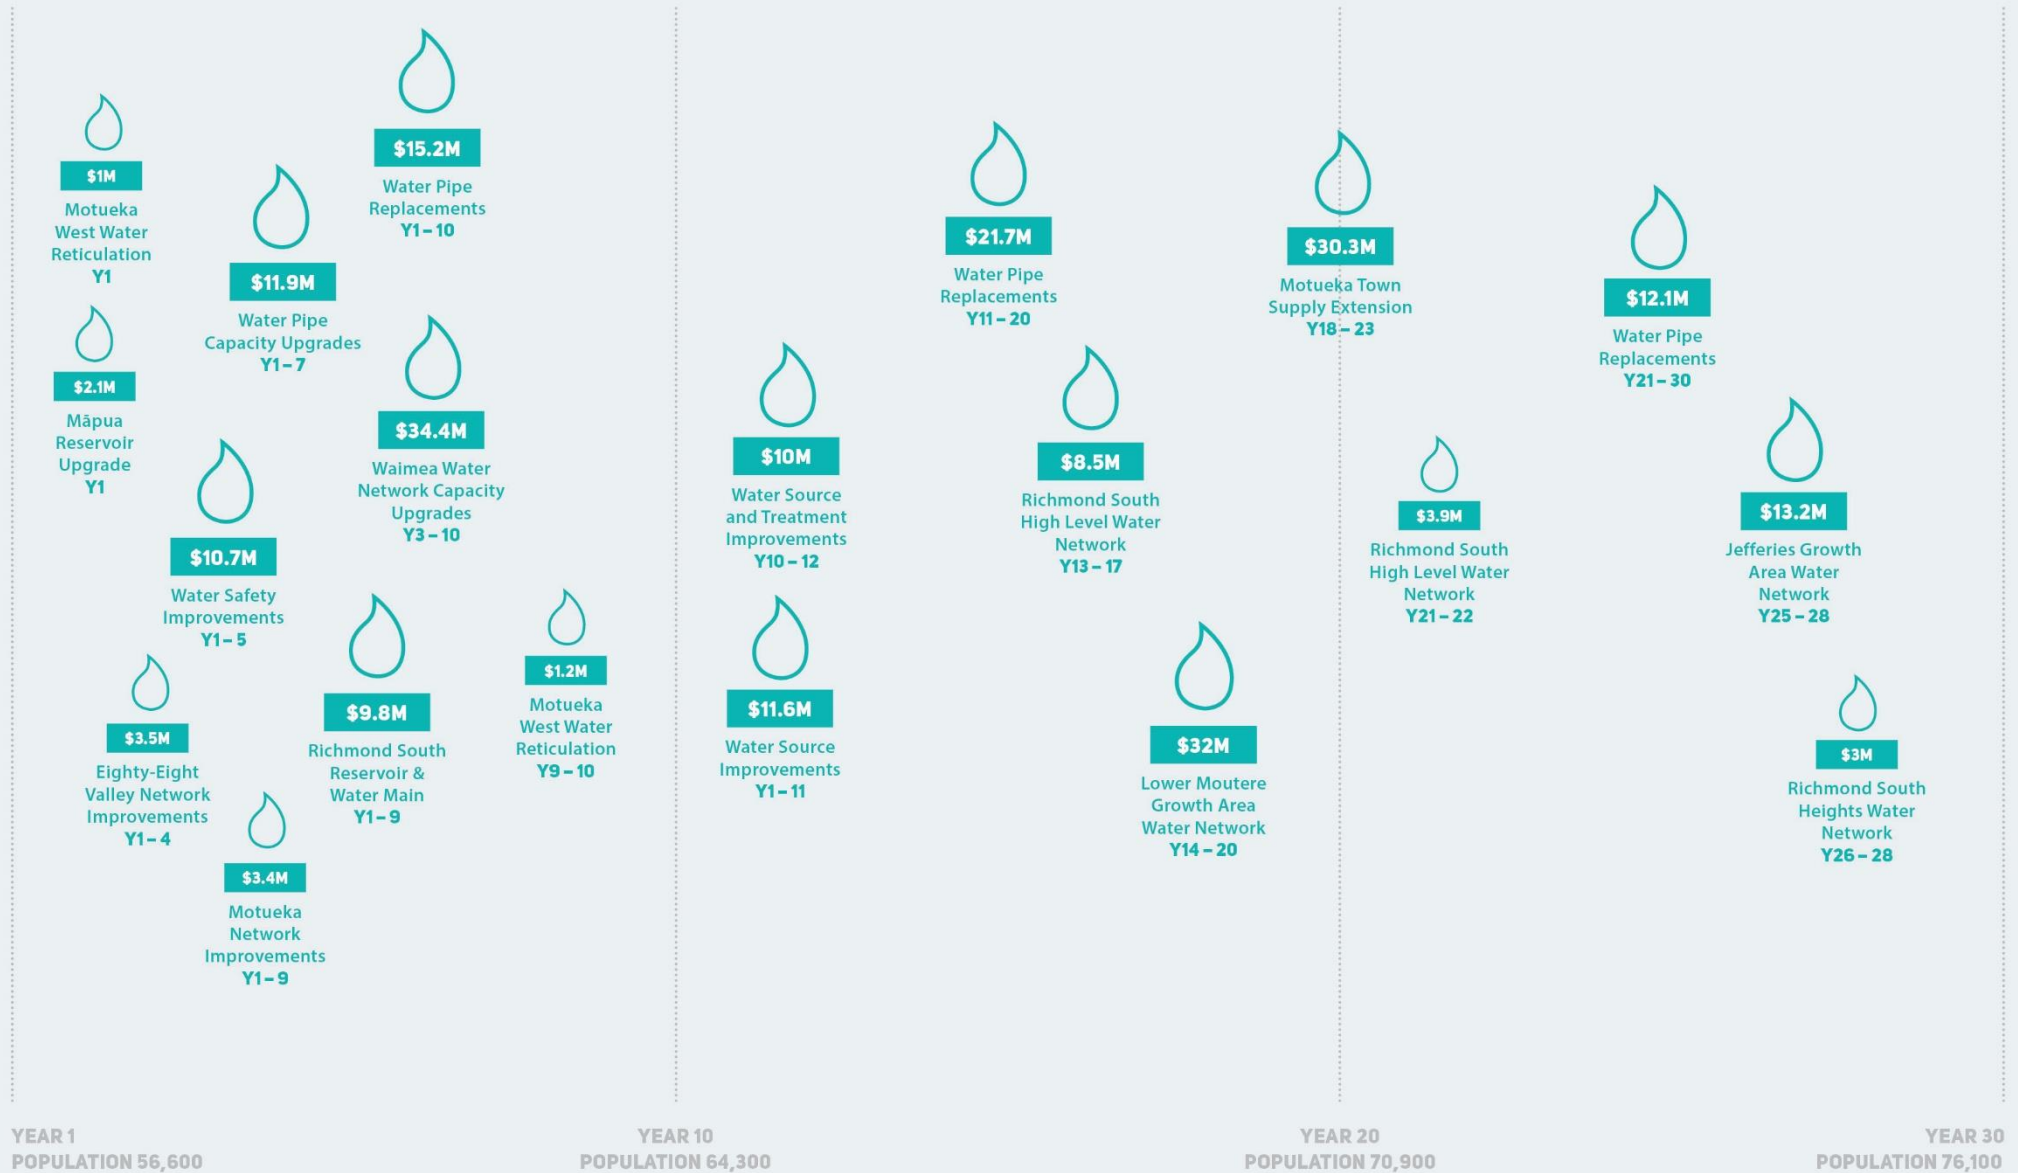 $1M
Motueka
West Water
Reticulation
Y1
$2.1M
Māpua
Reservoir
Upgrade
Y1
$15.2M
Water Pipe
Replacements
Y1 – 10
$11.9M
Water Pipe
Capacity Upgrades
Y1 – 7
$34.4M
Waimea Water
Network Capacity
Upgrades
Y3 – 10
$10.7M
Water Safety
Improvements
Y1 – 5
$3.5M
Eighty-Eight
Valley Network
Improvements
Y1 – 4
$9.8M
Richmond South
Reservoir &
Water Main
Y1 – 9
$1.2M
Motueka
West Water
Reticulation
Y9 – 10
$3.4M
Motueka
Network
Improvements
Y1 – 9
$21.7M
Water Pipe
Replacements
Y11 – 20
$10M
Water Source
and Treatment
Improvements
Y10 – 12
$8.5M
Richmond South
High Level Water
Network
Y13 – 17
$11.6M
Water Source
Improvements
Y1 – 11
$32M
Lower Moutere
Growth Area
Water Network
Y14 – 20
$30.3M
Motueka Town
Supply Extension
Y18 – 23
$12.1M
Water Pipe
Replacements
Y21 – 30
$3.9M
Richmond South
High Level Water
Network
Y21 – 22
$13.2M
Jefferies Growth
Area Water
Network
Y25 – 28
$3M
Richmond South
Heights Water
Network
Y26 – 28
YEAR 1
POPULATION 56,600
YEAR 10
POPULATION 64,300
YEAR 20
POPULATION 70,900
YEAR 30
POPULATION 76,100